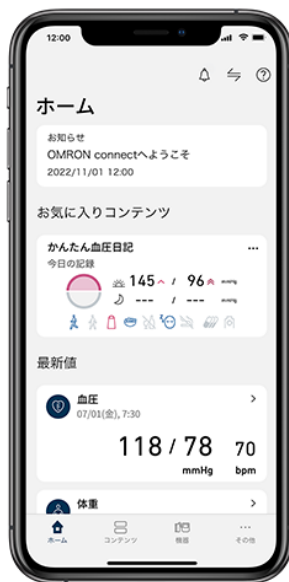 12:00
ホーム
お知らせ
OMRON connectへようこそ
2022/11/01 12:00
お気に入りコンテンツ
かんたん血圧日記
今日の記録
145 / 96 mmHg
--- / --- mmHg
最新値
血圧
07/01(金), 7:30
118 / 78 70
mmHg bpm
体重
ホーム コンテンツ 機器 その他